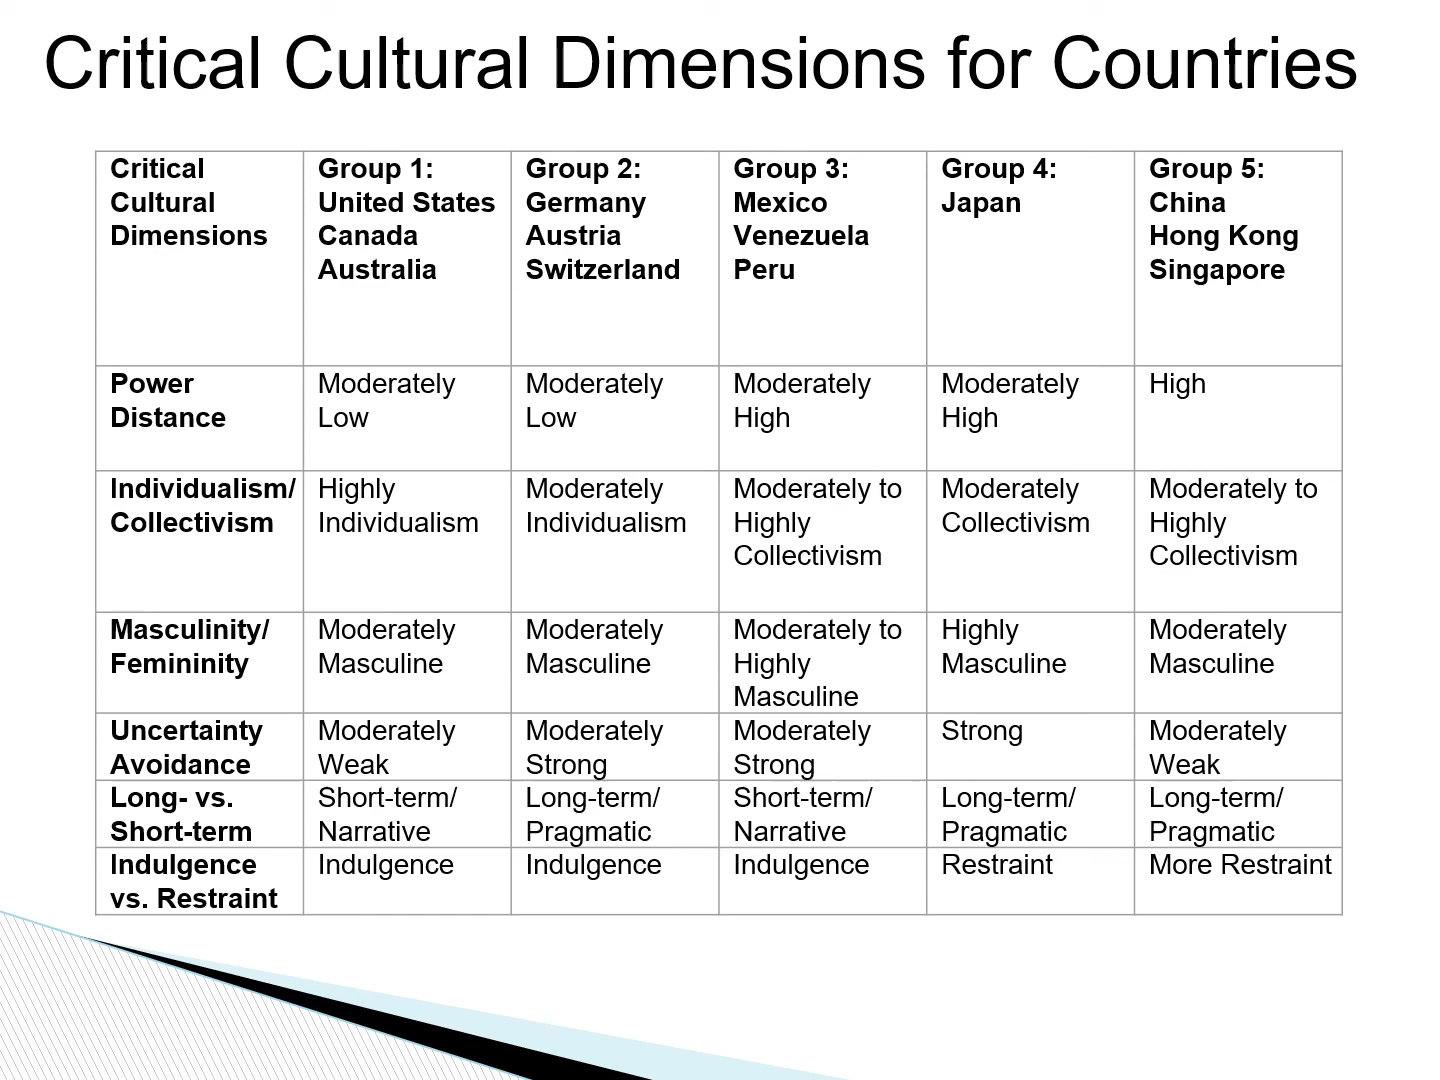 Critical Cultural Dimensions for Countries
Critical
Cultural
Dimensions
Group 1:
United States
Canada
Australia
Group 2:
Germany
Austria
Switzerland
Group 3:
Mexico
Venezuela
Peru
Group 4:
Japan
Group 5:
China
Hong Kong
Singapore
Power
Distance
Moderately
Low
Moderately
Low
Moderately
High
Moderately
High
High
Individualism/
Collectivism
Highly
Individualism
Moderately
Individualism
Moderately to
Highly
Collectivism
Moderately
Collectivism
Moderately to
Highly
Collectivism
Masculinity/
Femininity
Moderately
Masculine
Moderately
Masculine
Moderately to
Highly
Masculine
Highly
Masculine
Moderately
Masculine
Uncertainty
Avoidance
Moderately
Weak
Moderately
Strong
Moderately
Strong
Strong
Moderately
Weak
Long- vs.
Short-term
Short-term/
Narrative
Long-term/
Pragmatic
Short-term/
Narrative
Long-term/
Pragmatic
Long-term/
Pragmatic
Indulgence
vs. Restraint
Indulgence
Indulgence
Indulgence
Restraint
More Restraint